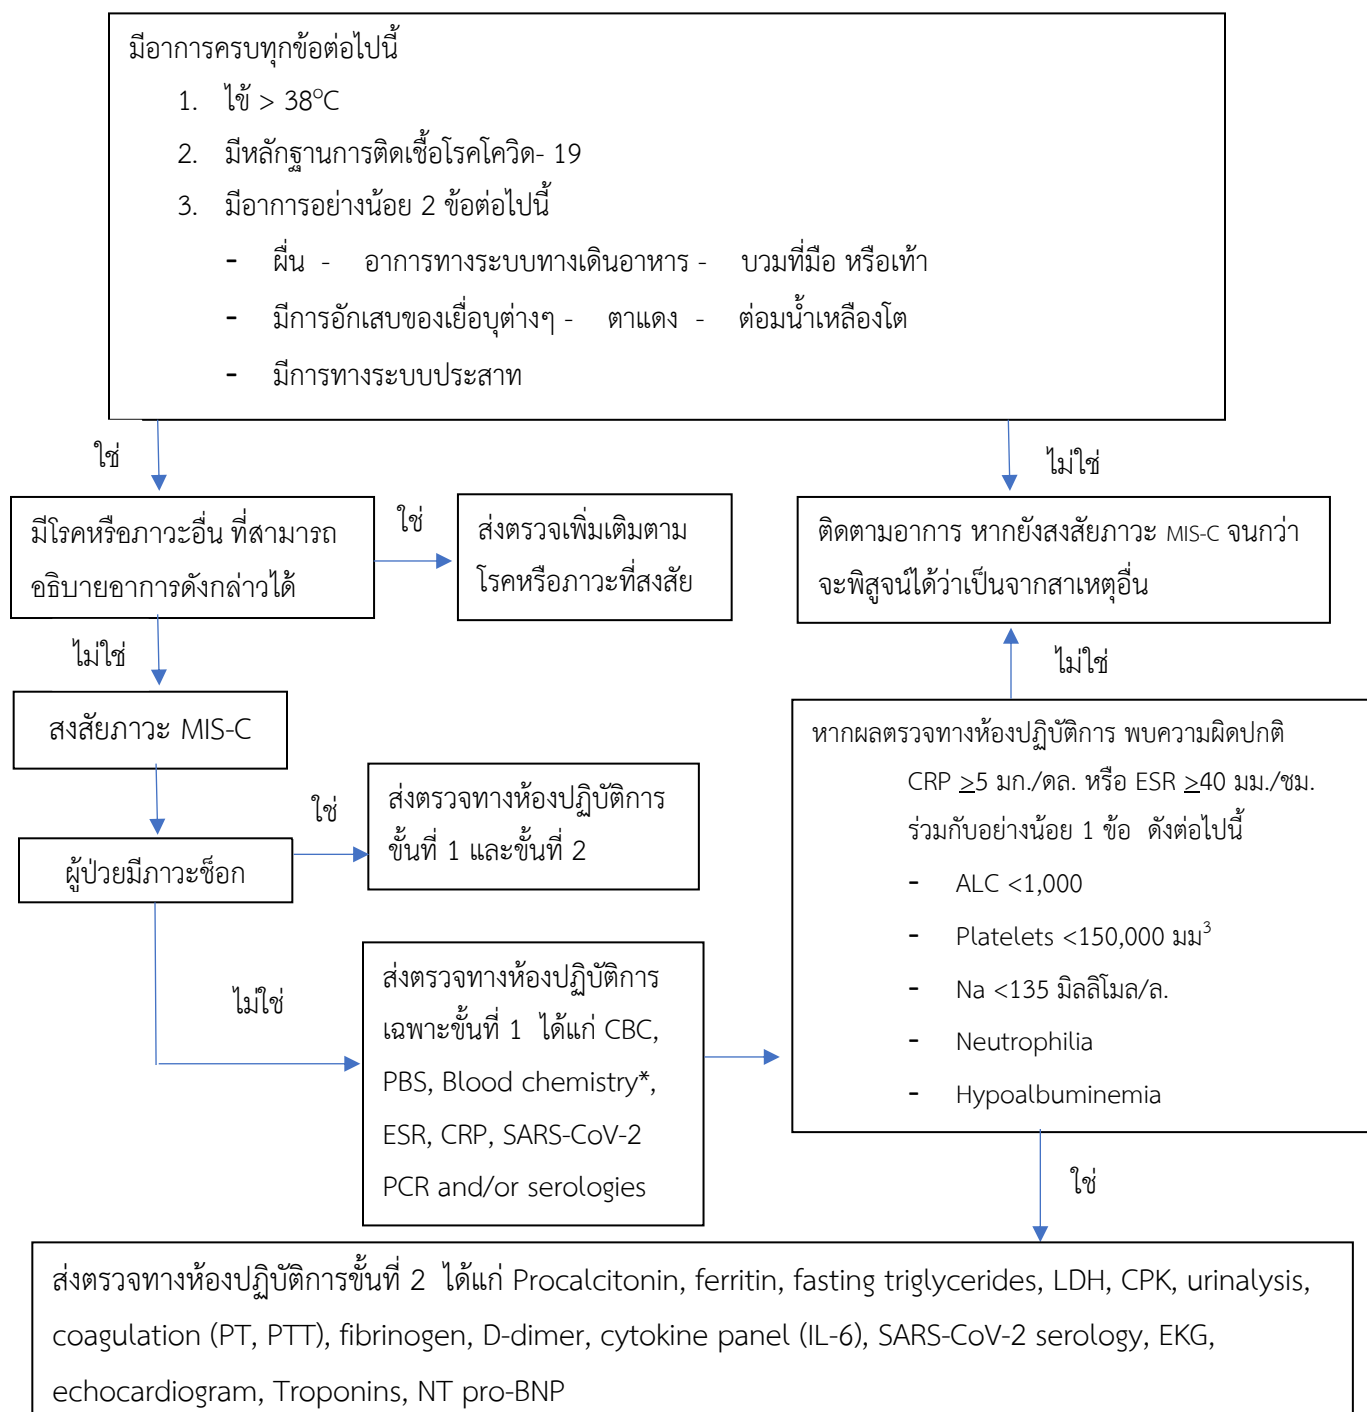 มีอาการครบทุกข้อต่อไปนี้
1. ไข้ > 38°C
2. มีหลักฐานการติดเชื้อโรคโควิด- 19
3. มีอาการอย่างน้อย 2 ข้อต่อไปนี้
- ผื่น - อาการทางระบบทางเดินอาหาร - บวมที่มือ หรือเท้า
- มีการอักเสบของเยื่อบุต่างๆ - ตาแดง - ต่อมน้ำเหลืองโต
- มีการทางระบบประสาท
ใช่
ไม่ใช่
มีโรคหรือภาวะอื่น ที่สามารถ
อธิบายอาการดังกล่าวได้
ใช่
ส่งตรวจเพิ่มเติมตาม
โรคหรือภาวะที่สงสัย
ติดตามอาการ หากยังสงสัยภาวะ MIS-C จนกว่า
จะพิสูจน์ได้ว่าเป็นจากสาเหตุอื่น
ไม่ใช่
ไม่ใช่
สงสัยภาวะ MIS-C
ใช่
ส่งตรวจทางห้องปฏิบัติการ
ขั้นที่ 1 และขั้นที่ 2
ผู้ป่วยมีภาวะช็อก
ไม่ใช่
ส่งตรวจทางห้องปฏิบัติการ
เฉพาะขั้นที่ 1 ได้แก่ CBC,
PBS, Blood chemistry*,
ESR, CRP, SARS-CoV-2
PCR and/or serologies
หากผลตรวจทางห้องปฏิบัติการ พบความผิดปกติ
CRP ≥5 มก./ดล. หรือ ESR ≥40 มม./ชม.
ร่วมกับอย่างน้อย 1 ข้อ ดังต่อไปนี้
- ALC <1,000
- Platelets <150,000 มม³
- Na <135 มิลลิโมล/ล.
- Neutrophilia
- Hypoalbuminemia
ใช่
ส่งตรวจทางห้องปฏิบัติการขั้นที่ 2 ได้แก่ Procalcitonin, ferritin, fasting triglycerides, LDH, CPK, urinalysis,
coagulation (PT, PTT), fibrinogen, D-dimer, cytokine panel (IL-6), SARS-CoV-2 serology, EKG,
echocardiogram, Troponins, NT pro-BNP